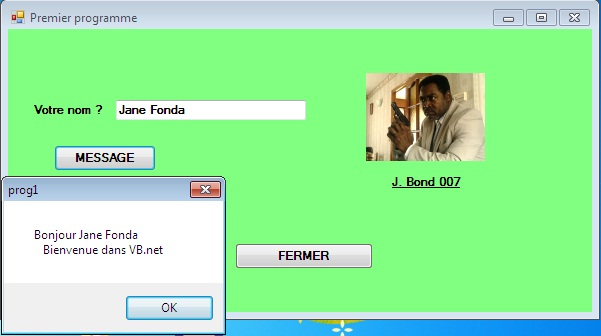 Premier programme
Votre nom ?
Jane Fonda
MESSAGE
J. Bond 007
prog1
Bonjour Jane Fonda
Bienvenue dans VB.net
OK
FERMER